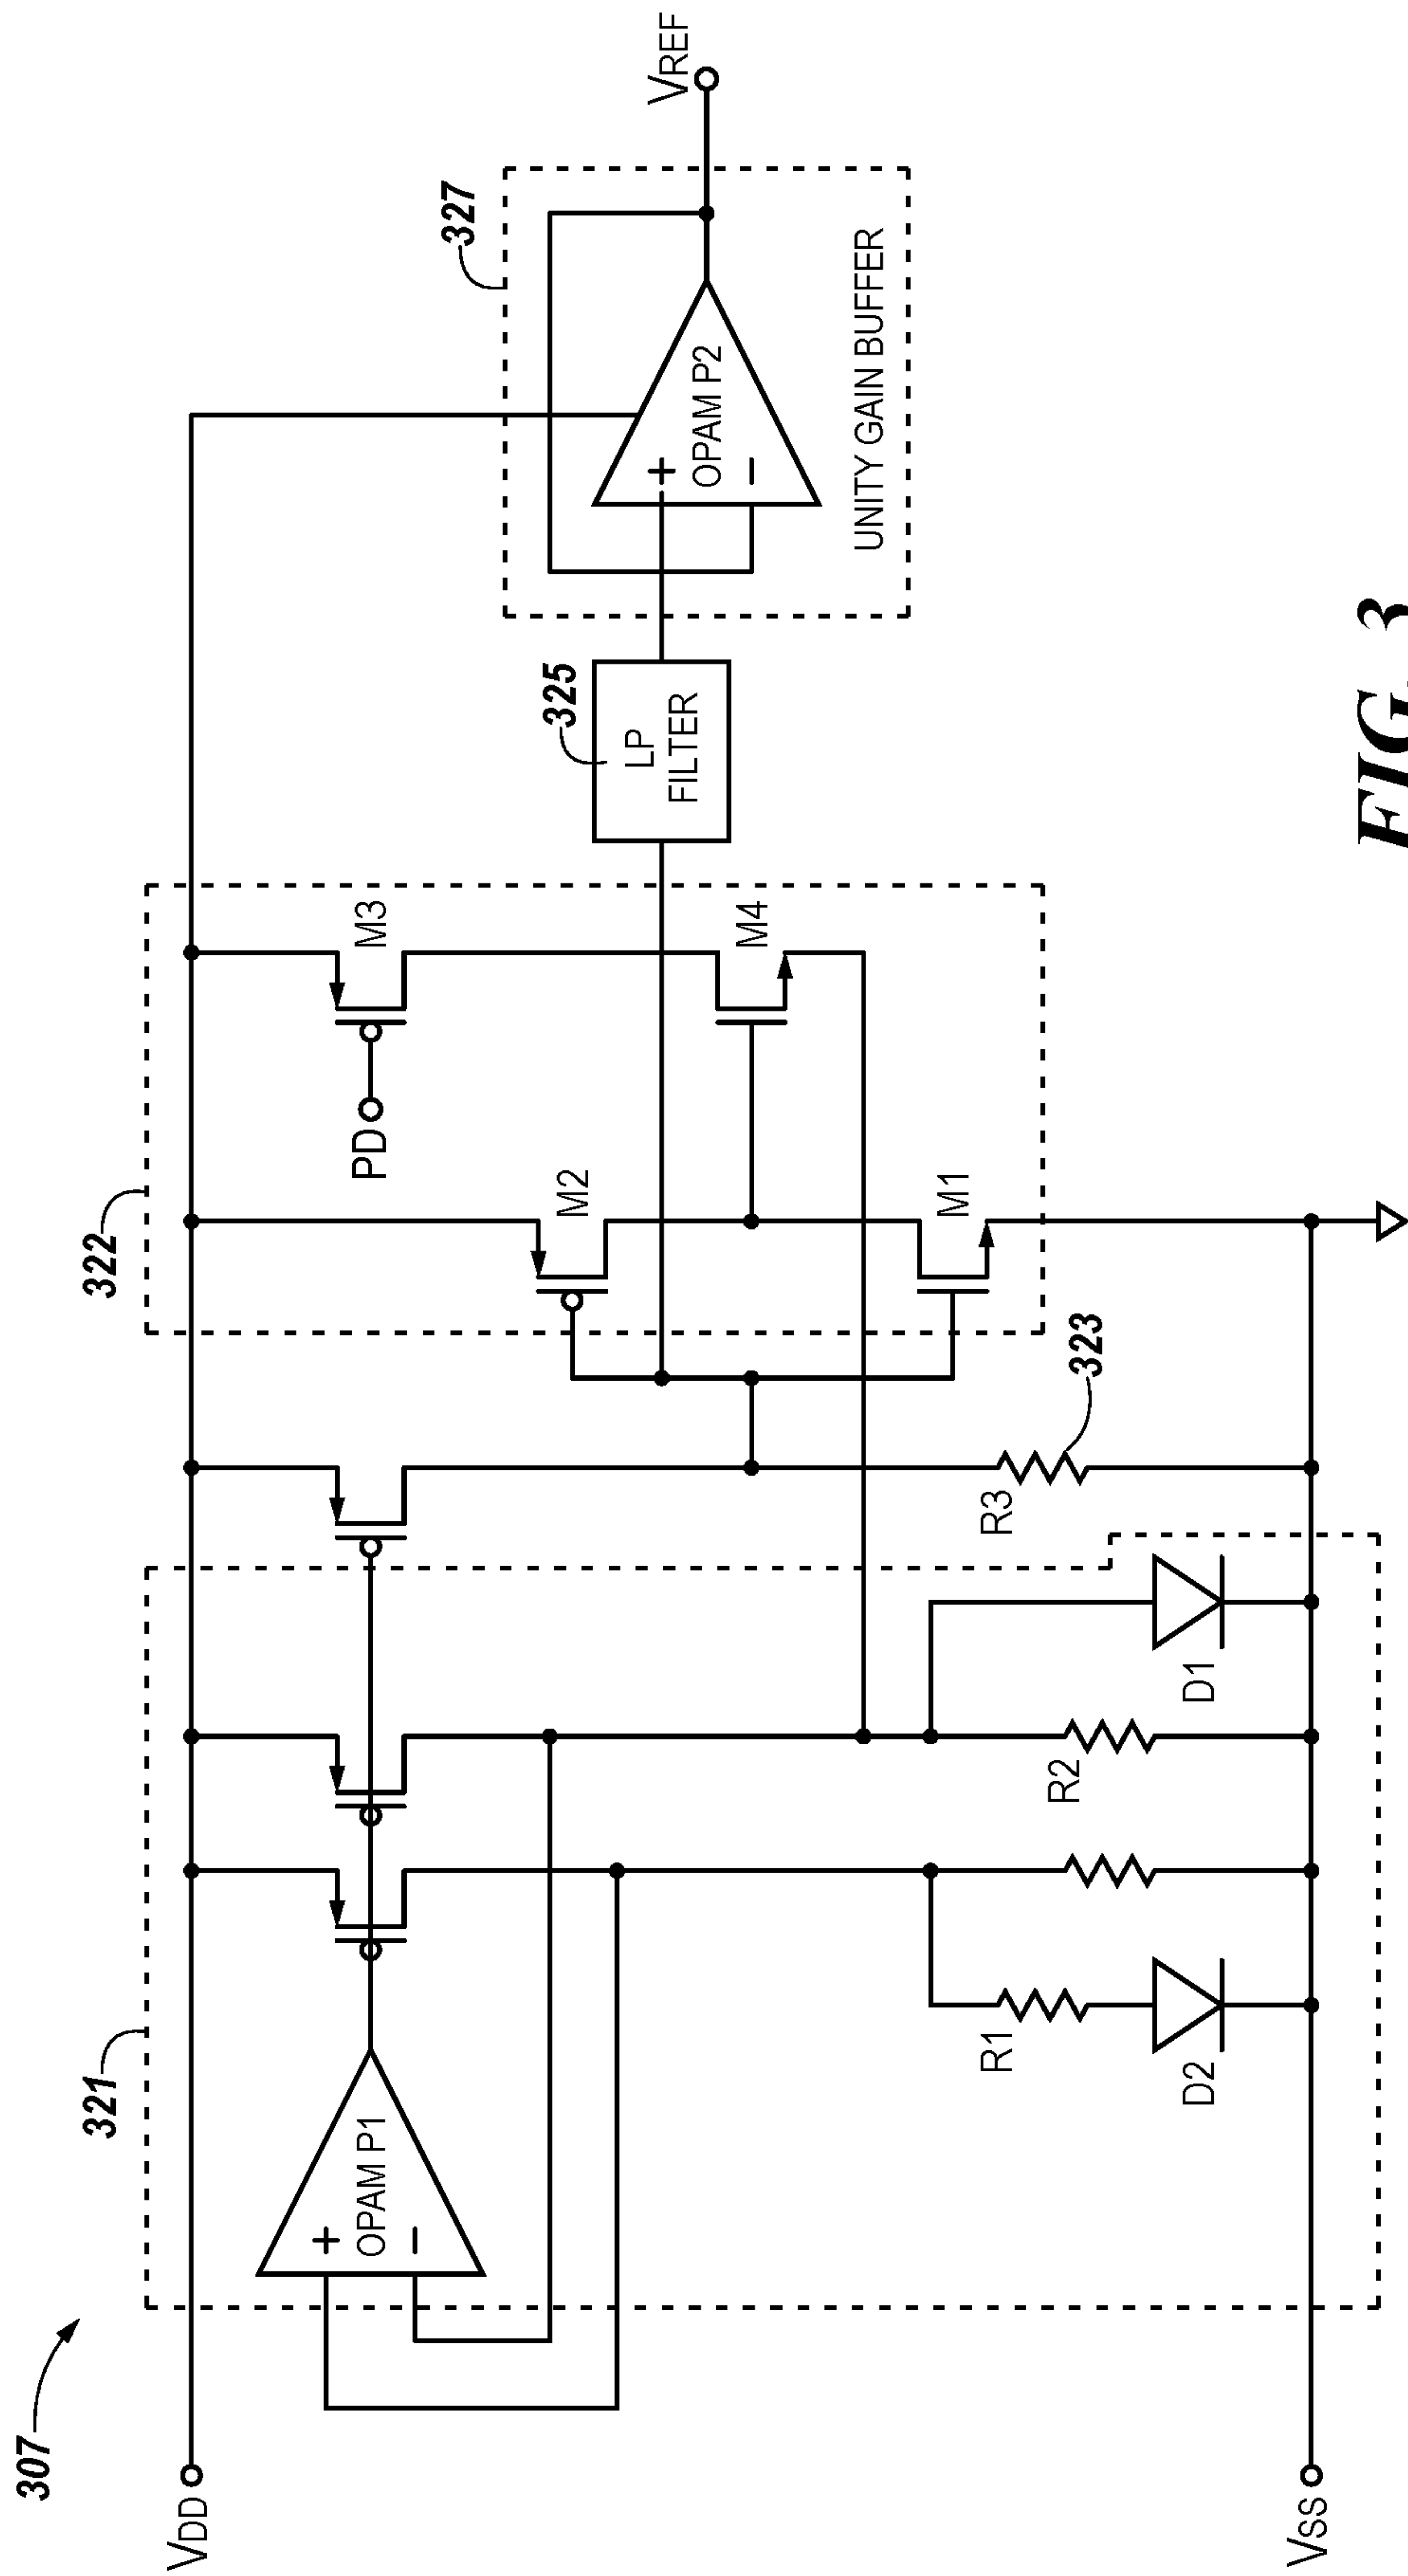 307
321
322
327
VDD
VSS
OPAM P1
+
−
R1
D2
R2
D1
R3
323
M2
M1
PD
M3
M4
LP
FILTER
325
+
−
OPAM P2
UNITY GAIN BUFFER
VREF
FIG. 3